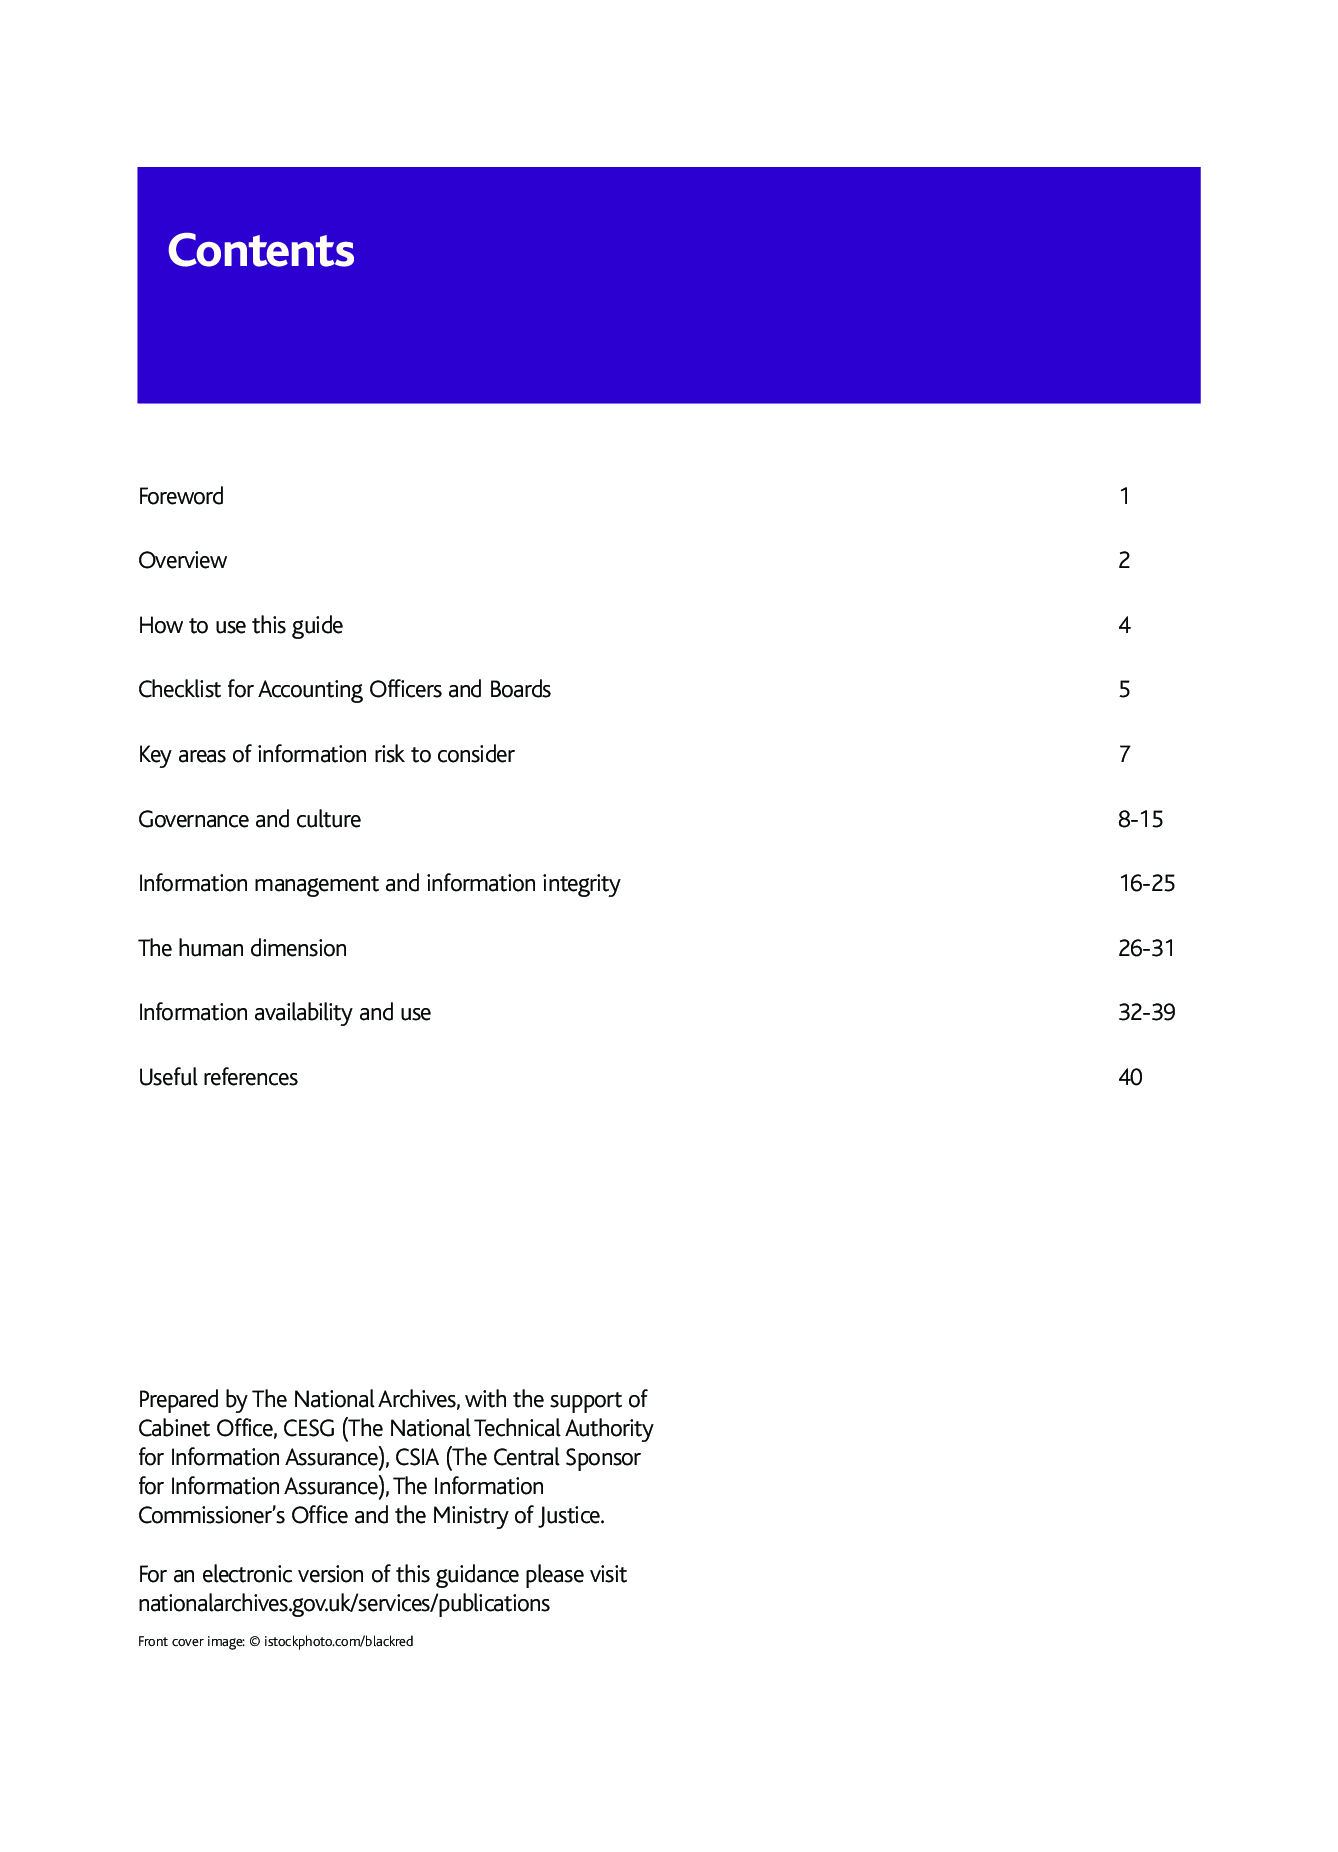 Contents
Foreword 1
Overview 2
How to use this guide 4
Checklist for Accounting Officers and Boards 5
Key areas of information risk to consider 7
Governance and culture 8-15
Information management and information integrity 16-25
The human dimension 26-31
Information availability and use 32-39
Useful references 40
Prepared by The National Archives, with the support of
Cabinet Office, CESG (The National Technical Authority
for Information Assurance), CSIA (The Central Sponsor
for Information Assurance), The Information
Commissioner’s Office and the Ministry of Justice.
For an electronic version of this guidance please visit
nationalarchives.gov.uk/services/publications
Front cover image: © istockphoto.com/blackred